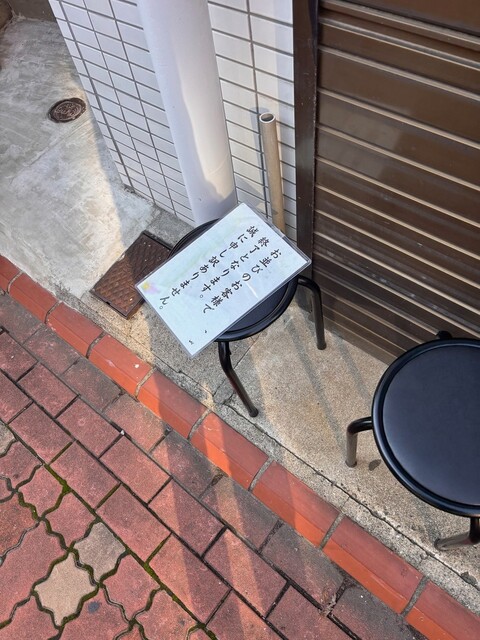 お並びのお客様で、
終了となります。
誠に申し訳ありません。